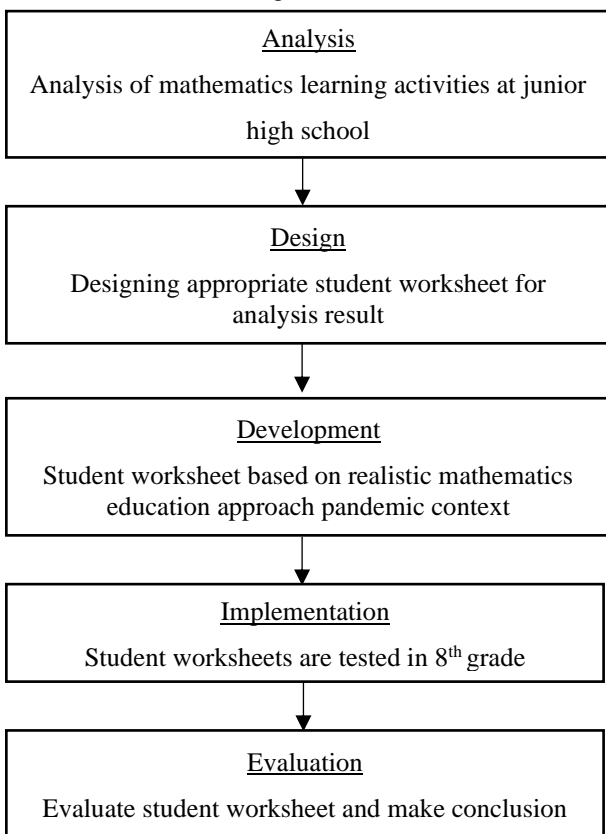 Analysis
Analysis of mathematics learning activities at junior
high school
Design
Designing appropriate student worksheet for
analysis result
Development
Student worksheet based on realistic mathematics
education approach pandemic context
Implementation
Student worksheets are tested in 8th grade
Evaluation
Evaluate student worksheet and make conclusion